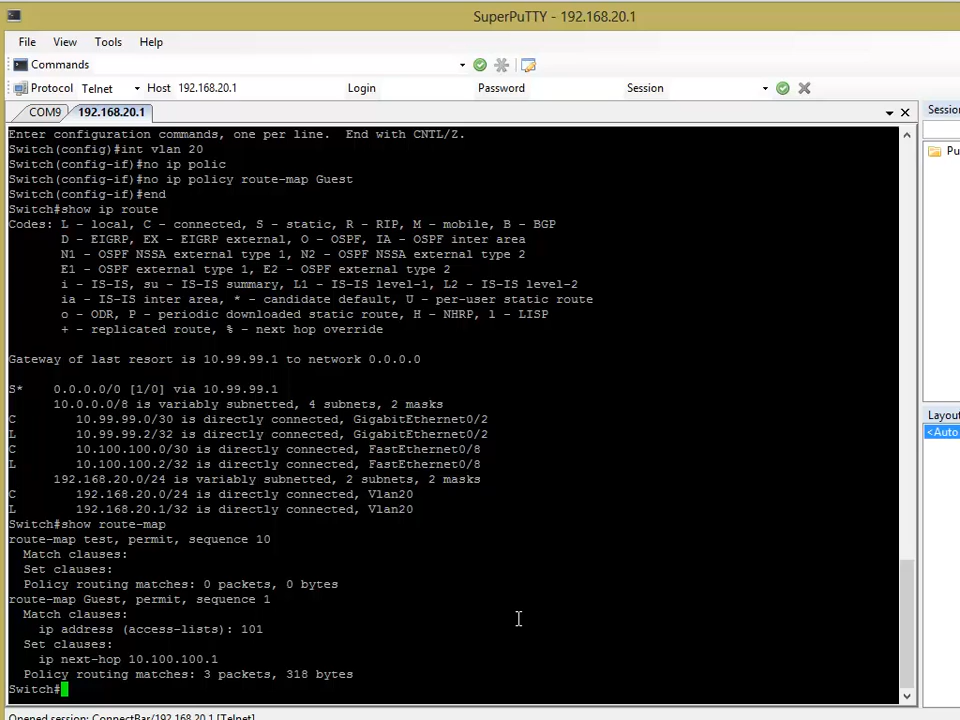 SuperPuTTY - 192.168.20.1
File View Tools Help
Commands
Protocol Telnet Host 192.168.20.1 Login Password Session
COM9 192.168.20.1
Sessio
Pu
Layou
<Auto
Enter configuration commands, one per line.  End with CNTL/Z.
Switch(config)#int vlan 20
Switch(config-if)#no ip polic
Switch(config-if)#no ip policy route-map Guest
Switch(config-if)#end
Switch#show ip route
Codes: L - local, C - connected, S - static, R - RIP, M - mobile, B - BGP
D - EIGRP, EX - EIGRP external, O - OSPF, IA - OSPF inter area
N1 - OSPF NSSA external type 1, N2 - OSPF NSSA external type 2
E1 - OSPF external type 1, E2 - OSPF external type 2
i - IS-IS, su - IS-IS summary, L1 - IS-IS level-1, L2 - IS-IS level-2
ia - IS-IS inter area, * - candidate default, U - per-user static route
o - ODR, P - periodic downloaded static route, H - NHRP, l - LISP
+ - replicated route, % - next hop override
Gateway of last resort is 10.99.99.1 to network 0.0.0.0
S*    0.0.0.0/0 [1/0] via 10.99.99.1
10.0.0.0/8 is variably subnetted, 4 subnets, 2 masks
C        10.99.99.0/30 is directly connected, GigabitEthernet0/2
L        10.99.99.2/32 is directly connected, GigabitEthernet0/2
C        10.100.100.0/30 is directly connected, FastEthernet0/8
L        10.100.100.2/32 is directly connected, FastEthernet0/8
192.168.20.0/24 is variably subnetted, 2 subnets, 2 masks
C        192.168.20.0/24 is directly connected, Vlan20
L        192.168.20.1/32 is directly connected, Vlan20
Switch#show route-map
route-map test, permit, sequence 10
Match clauses:
Set clauses:
Policy routing matches: 0 packets, 0 bytes
route-map Guest, permit, sequence 1
Match clauses:
ip address (access-lists): 101
Set clauses:
ip next-hop 10.100.100.1
Policy routing matches: 3 packets, 318 bytes
Switch#
Opened session: ConnectBar/192.168.20.1 [Telnet]